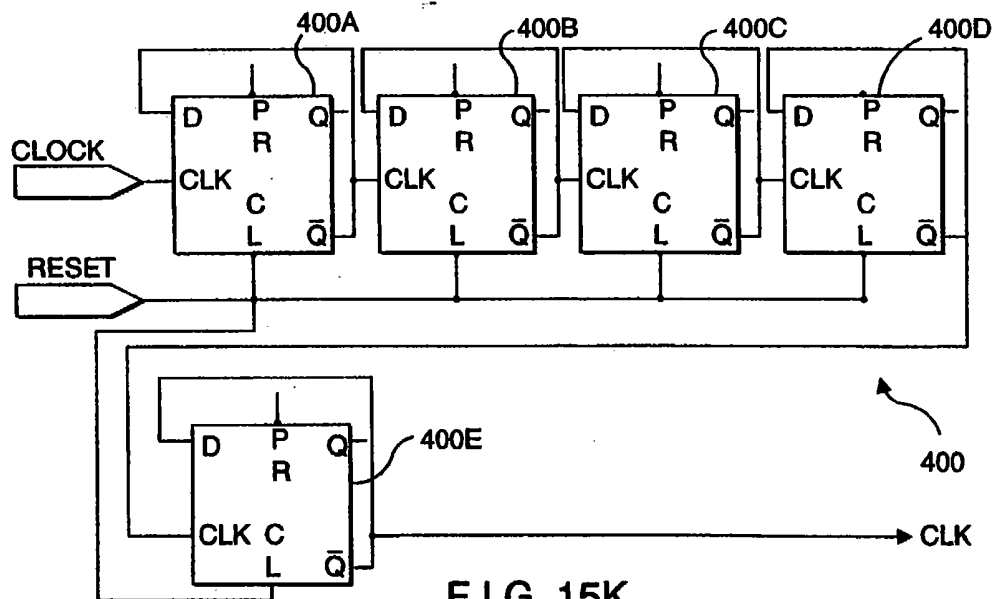 400A 400B 400C 400D
D P Q D P Q D P Q D P Q
R R R R
CLOCK
CLK CLK CLK CLK
C C C C
L Q̅ L Q̅ L Q̅ L Q̅
RESET
D P Q 400E
R
400
CLK C CLK
L Q̅
FIG. 15K